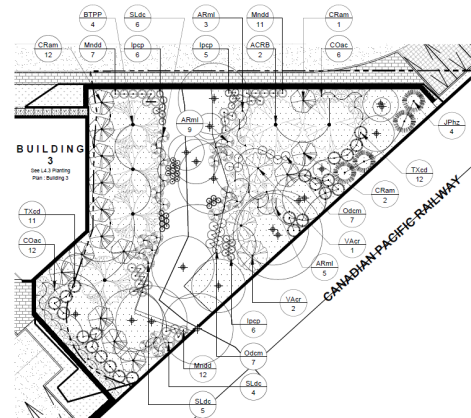 BTPP
4
SLdc
6
ARml
3
Mndd
11
CRam
1
CRam
12
Mndd
7
Ipcp
6
Ipcp
5
ACRB
2
COac
6
ARml
9
JPhz
4
BUILDING
3
See L4.3 Planting
Plan : Building 3
TXcd
12
CRam
2
TXcd
11
COac
12
Odcm
7
VAcr
1
ARml
5
CANADIAN PACIFIC RAILWAY
VAcr
2
Ipcp
6
Odcm
7
Mndd
12
SLdc
4
SLdc
5